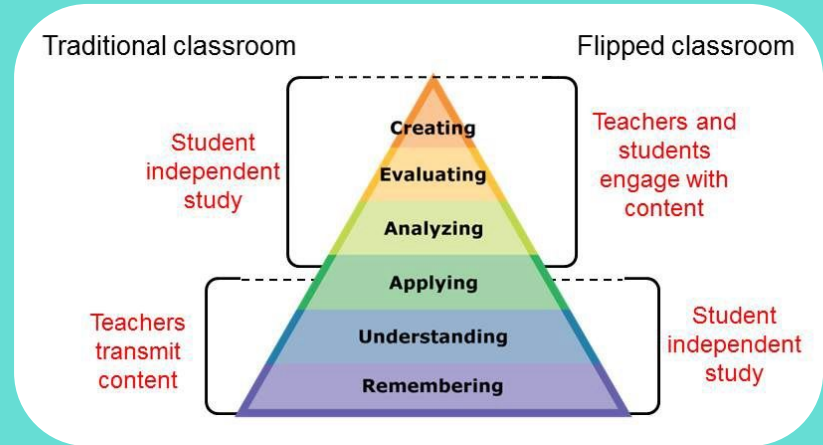 Traditional classroom
Flipped classroom
Student
independent
study
Teachers and
students
engage with
content
Creating
Evaluating
Analyzing
Applying
Understanding
Remembering
Teachers
transmit
content
Student
independent
study